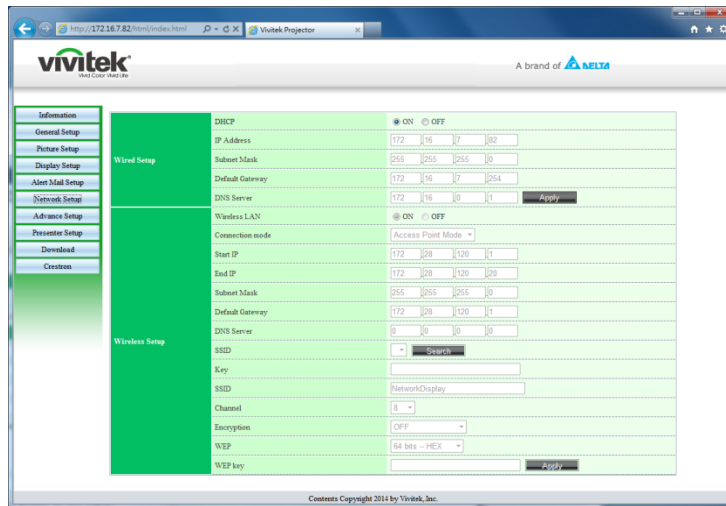 http://172.16.7.82/html/index.html
Vivitek Projector
vivitek
Vivid Color Vivid Life
A brand of DELTA
Information
General Setup
Picture Setup
Display Setup
Alert Mail Setup
Network Setup
Advance Setup
Presenter Setup
Download
Crestron
Wired Setup
DHCP ON OFF
IP Address 172 16 7 82
Subnet Mask 255 255 255 0
Default Gateway 172 16 7 254
DNS Server 172 16 0 1 Apply
Wireless Setup
Wireless LAN ON OFF
Connection mode Access Point Mode
Start IP 172 28 120 1
End IP 172 28 120 20
Subnet Mask 255 255 255 0
Default Gateway 172 28 120 1
DNS Server 0 0 0 0
SSID Search
Key
SSID NetworkDisplay
Channel 8
Encryption OFF
WEP 64 bits -- HEX
WEP key Apply
Contents Copyright 2014 by Vivitek, Inc.